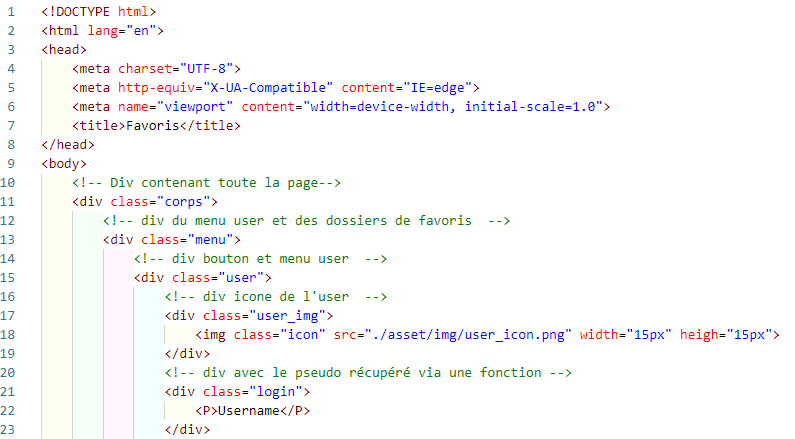 1 <!DOCTYPE html>
2 <html lang="en">
3 <head>
4 <meta charset="UTF-8">
5 <meta http-equiv="X-UA-Compatible" content="IE=edge">
6 <meta name="viewport" content="width=device-width, initial-scale=1.0">
7 <title>Favoris</title>
8 </head>
9 <body>
10 <!-- Div contenant toute la page-->
11 <div class="corps">
12 <!-- div du menu user et des dossiers de favoris  -->
13 <div class="menu">
14 <!-- div bouton et menu user  -->
15 <div class="user">
16 <!-- div icone de l'user  -->
17 <div class="user_img">
18 <img class="icon" src="./asset/img/user_icon.png" width="15px" heigh="15px">
19 </div>
20 <!-- div avec le pseudo récupéré via une fonction -->
21 <div class="login">
22 <P>Username</P>
23 </div>